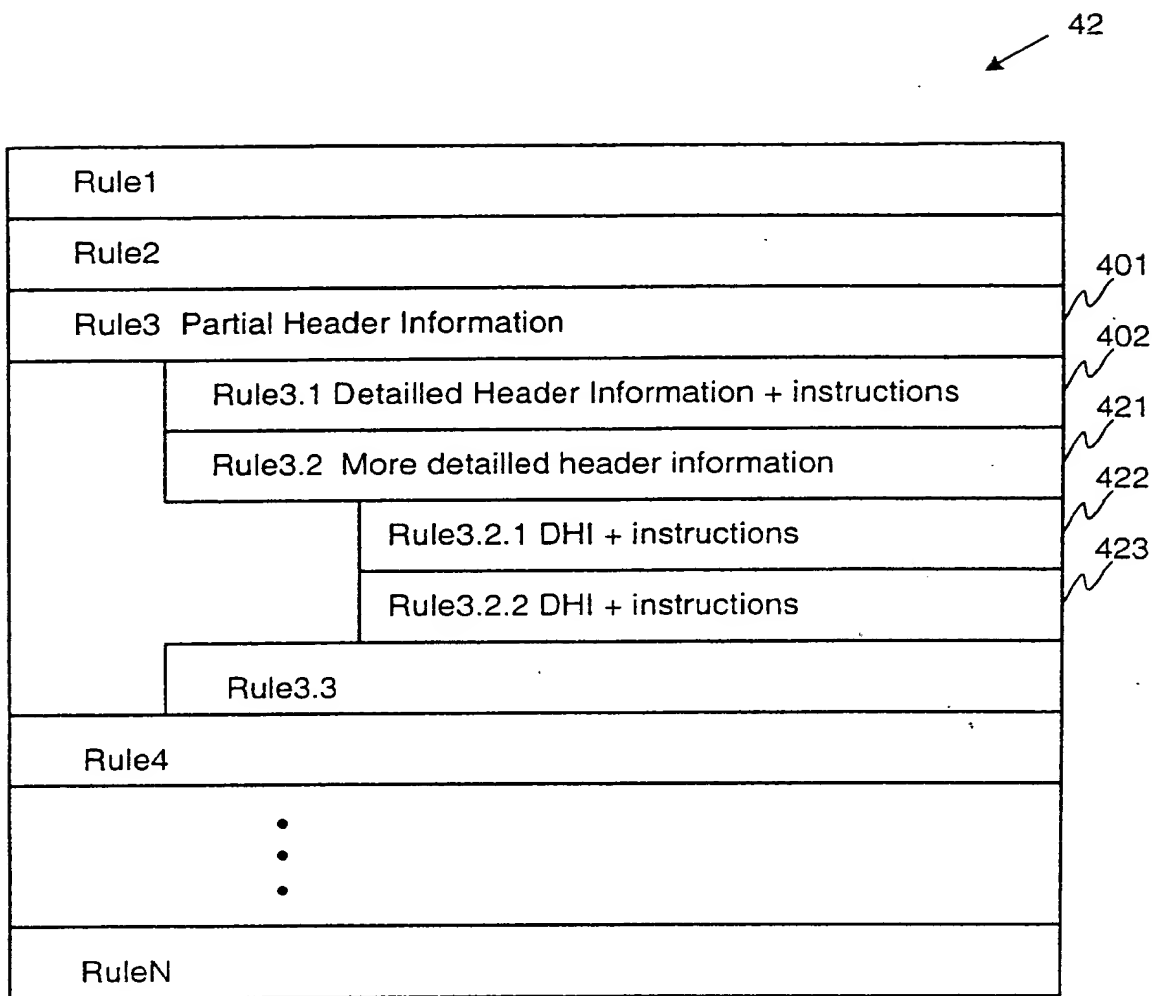 42
Rule1
Rule2
401
Rule3 Partial Header Information
402
Rule3.1 Detailled Header Information + instructions
421
Rule3.2 More detailled header information
422
Rule3.2.1 DHI + instructions
423
Rule3.2.2 DHI + instructions
Rule3.3
Rule4
RuleN